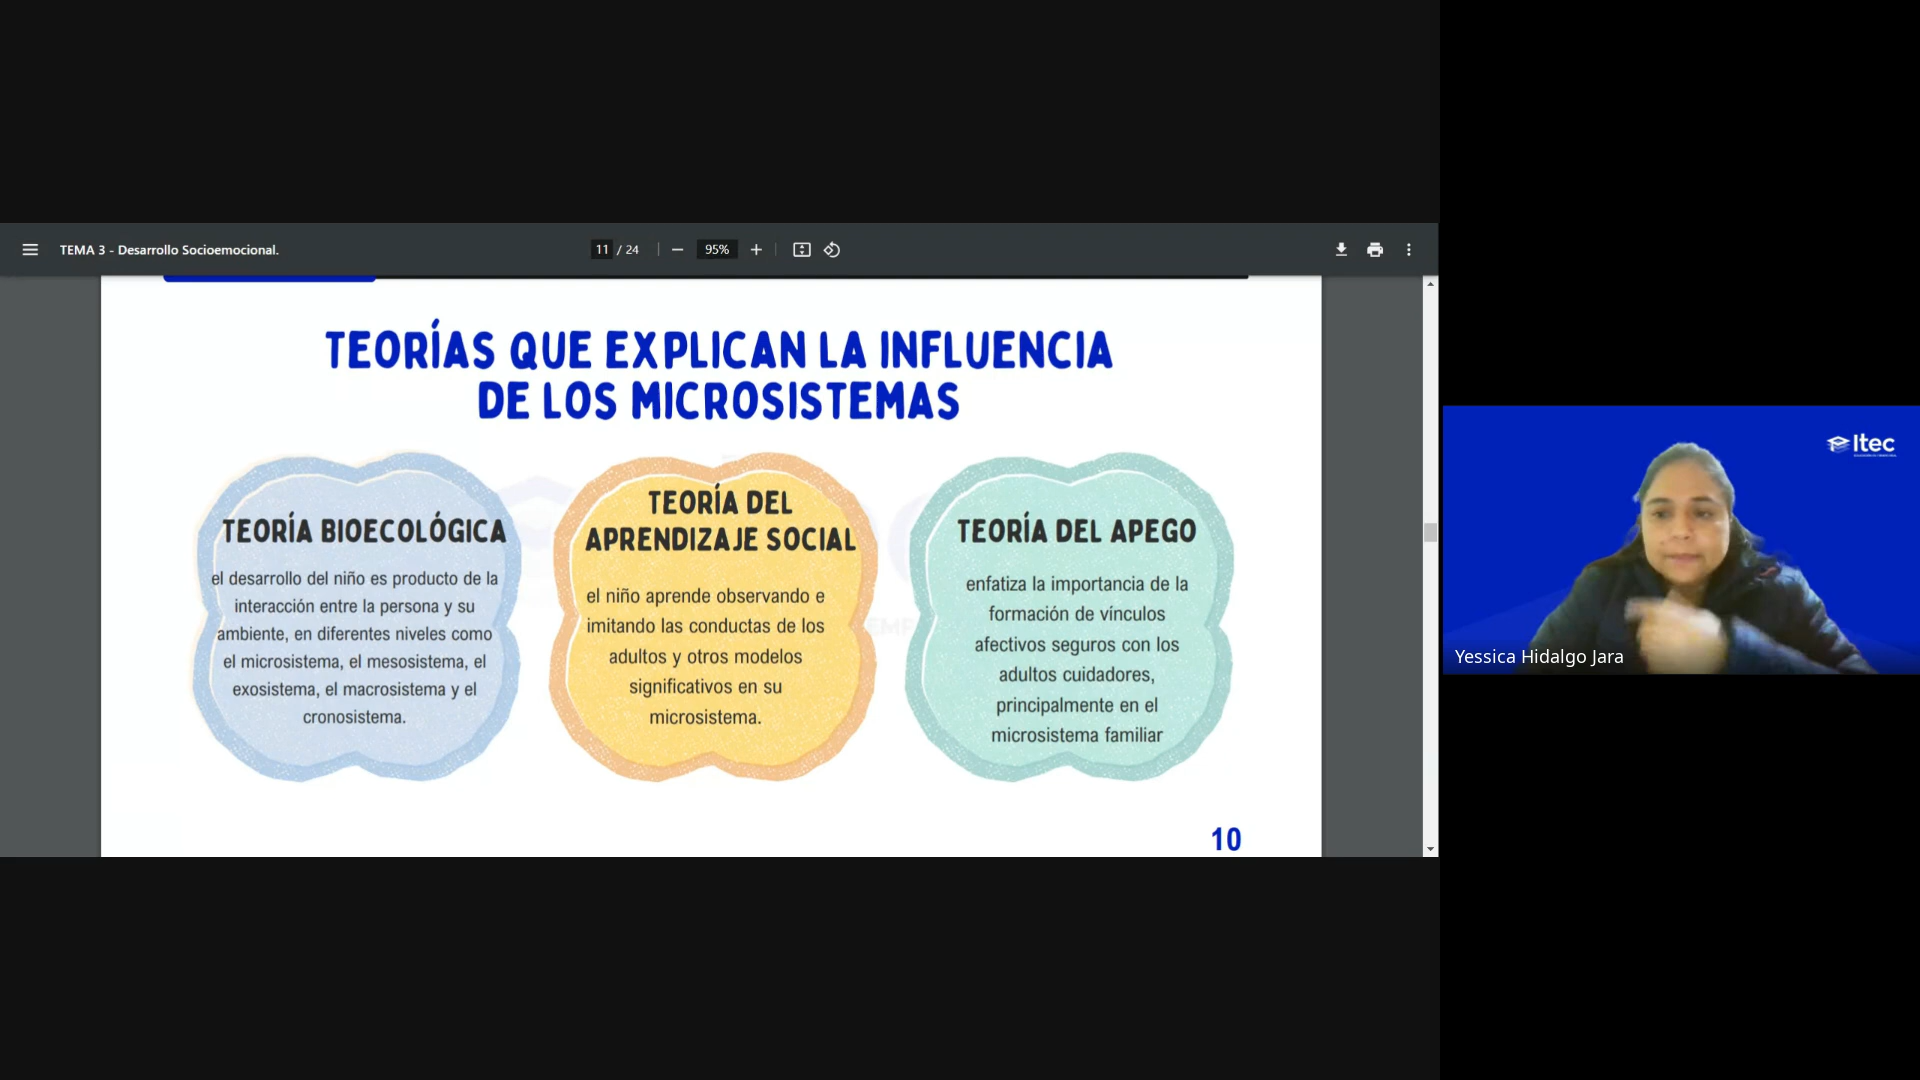 TEMA 3 - Desarrollo Socioemocional.
11 / 24
95%
TEORÍAS QUE EXPLICAN LA INFLUENCIA
DE LOS MICROSISTEMAS
TEORÍA BIOECOLÓGICA
el desarrollo del niño es producto de la
interacción entre la persona y su
ambiente, en diferentes niveles como
el microsistema, el mesosistema, el
exosistema, el macrosistema y el
cronosistema.
TEORÍA DEL
APRENDIZAJE SOCIAL
el niño aprende observando e
imitando las conductas de los
adultos y otros modelos
significativos en su
microsistema.
TEORÍA DEL APEGO
enfatiza la importancia de la
formación de vínculos
afectivos seguros con los
adultos cuidadores,
principalmente en el
microsistema familiar
10
Itec
Yessica Hidalgo Jara